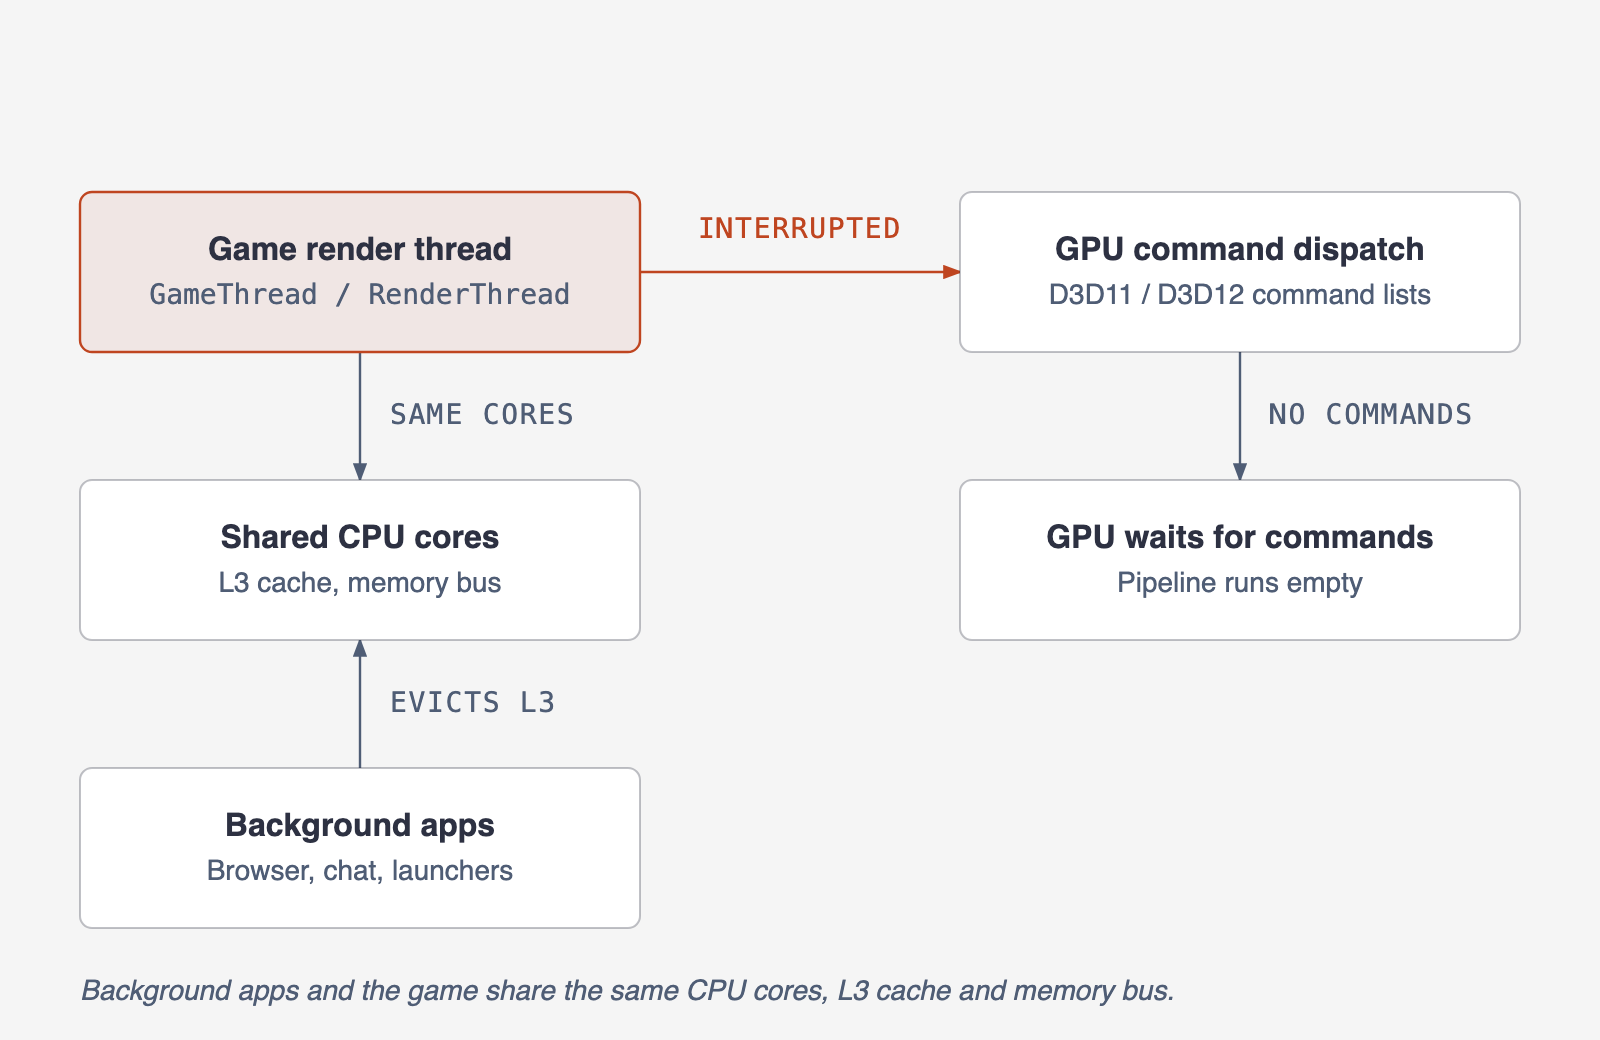 Game render thread
GameThread / RenderThread
INTERRUPTED
GPU command dispatch
D3D11 / D3D12 command lists
SAME CORES
NO COMMANDS
Shared CPU cores
L3 cache, memory bus
GPU waits for commands
Pipeline runs empty
EVICTS L3
Background apps
Browser, chat, launchers
Background apps and the game share the same CPU cores, L3 cache and memory bus.